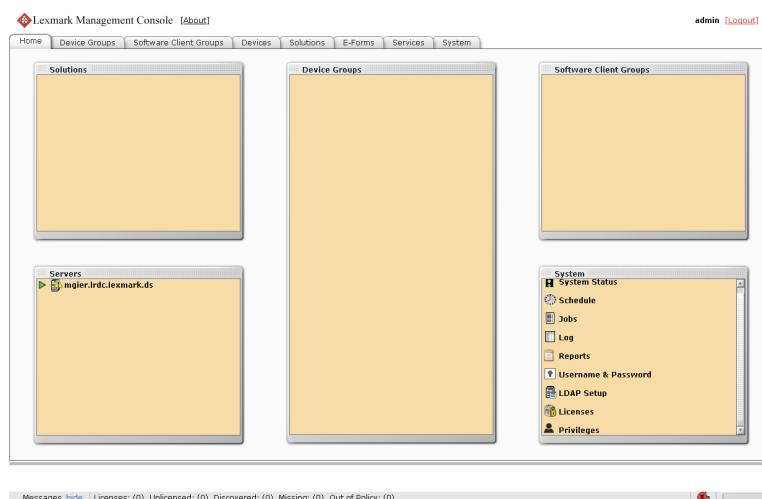 Lexmark Management Console [About]
admin [Logout]
Home Device Groups Software Client Groups Devices Solutions E-Forms Services System
Solutions
Device Groups
Software Client Groups
Servers
mgier.lrdc.lexmark.ds
System
System Status
Schedule
Jobs
Log
Reports
Username & Password
LDAP Setup
Licenses
Privileges
Messages hide Licenses: (0) Unlicensed: (0) Discovered: (0) Missing: (0) Out of Policy: (0)